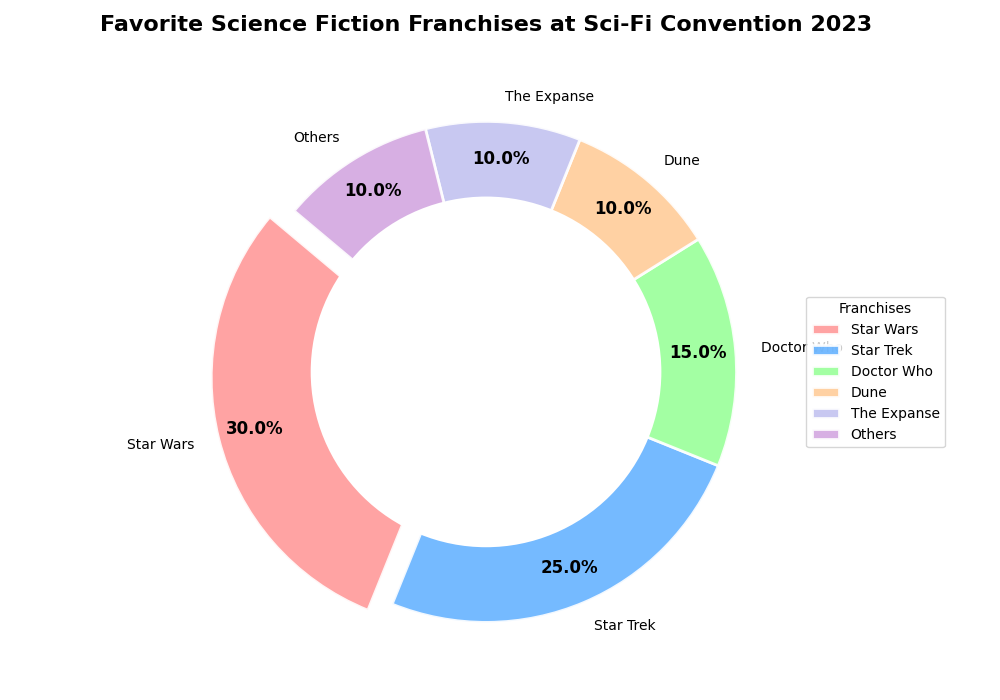 Favorite Science Fiction Franchises at Sci-Fi Convention 2023
The Expanse
Others
Dune
10.0%
10.0%
10.0%
Doctor Who
15.0%
30.0%
Star Wars
25.0%
Star Trek
Franchises
Star Wars
Star Trek
Doctor Who
Dune
The Expanse
Others